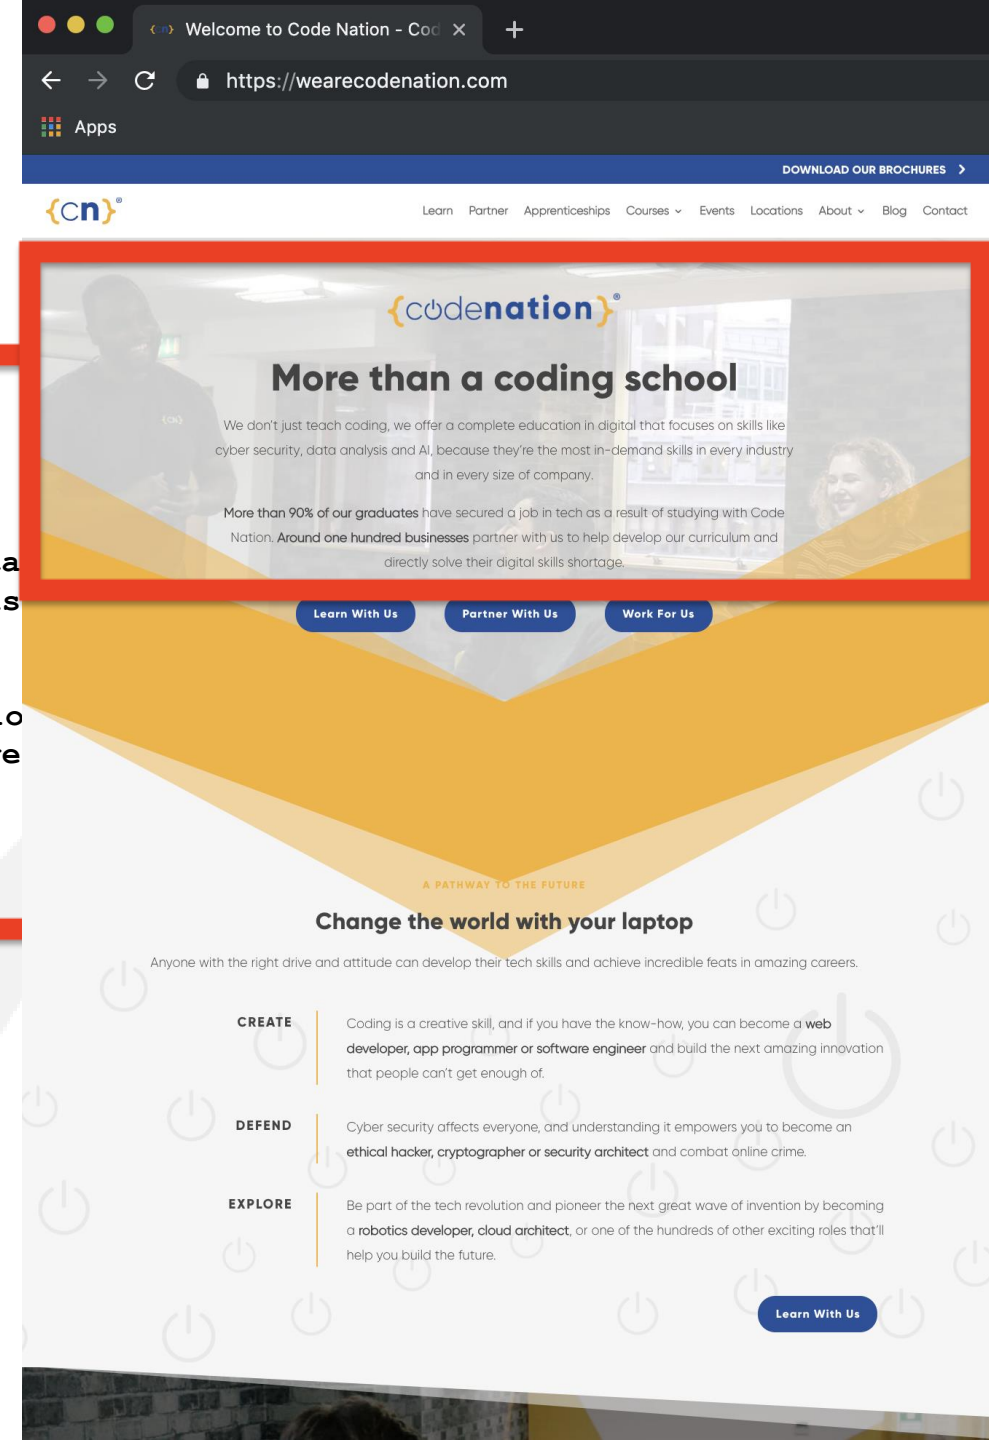 Welcome to Code Nation - Cod
https://wearecodenation.com
Apps
DOWNLOAD OUR BROCHURES
{cn}®
Learn Partner Apprenticeships Courses Events Locations About Blog Contact
{codenation}®
More than a coding school
We don't just teach coding, we offer a complete education in digital that focuses on skills like
cyber security, data analysis and AI, because they're the most in-demand skills in every industry
and in every size of company.
More than 90% of our graduates have secured a job in tech as a result of studying with Code
Nation. Around one hundred businesses partner with us to help develop our curriculum and
directly solve their digital skills shortage.
Learn With Us Partner With Us Work For Us
A PATHWAY TO THE FUTURE
Change the world with your laptop
Anyone with the right drive and attitude can develop their tech skills and achieve incredible feats in amazing careers.
CREATE
Coding is a creative skill, and if you have the know-how, you can become a web
developer, app programmer or software engineer and build the next amazing innovation
that people can't get enough of.
DEFEND
Cyber security affects everyone, and understanding it empowers you to become an
ethical hacker, cryptographer or security architect and combat online crime.
EXPLORE
Be part of the tech revolution and pioneer the next great wave of invention by becoming
a robotics developer, cloud architect, or one of the hundreds of other exciting roles that'll
help you build the future.
Learn With Us